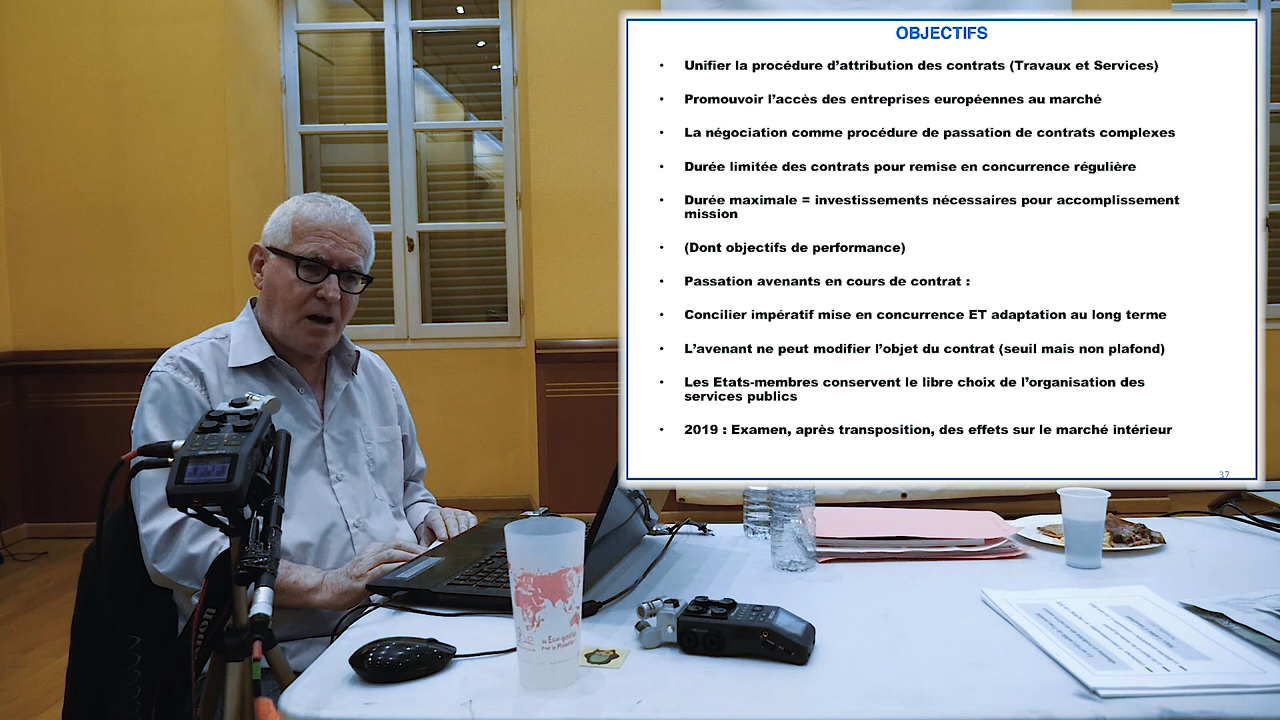 OBJECTIFS
• Unifier la procédure d'attribution des contrats (Travaux et Services)
• Promouvoir l'accès des entreprises européennes au marché
• La négociation comme procédure de passation de contrats complexes
• Durée limitée des contrats pour remise en concurrence régulière
• Durée maximale = investissements nécessaires pour accomplissement
mission
• (Dont objectifs de performance)
• Passation avenants en cours de contrat :
• Concilier impératif mise en concurrence ET adaptation au long terme
• L'avenant ne peut modifier l'objet du contrat (seuil mais non plafond)
• Les Etats-membres conservent le libre choix de l'organisation des
services publics
• 2019 : Examen, après transposition, des effets sur le marché intérieur
37